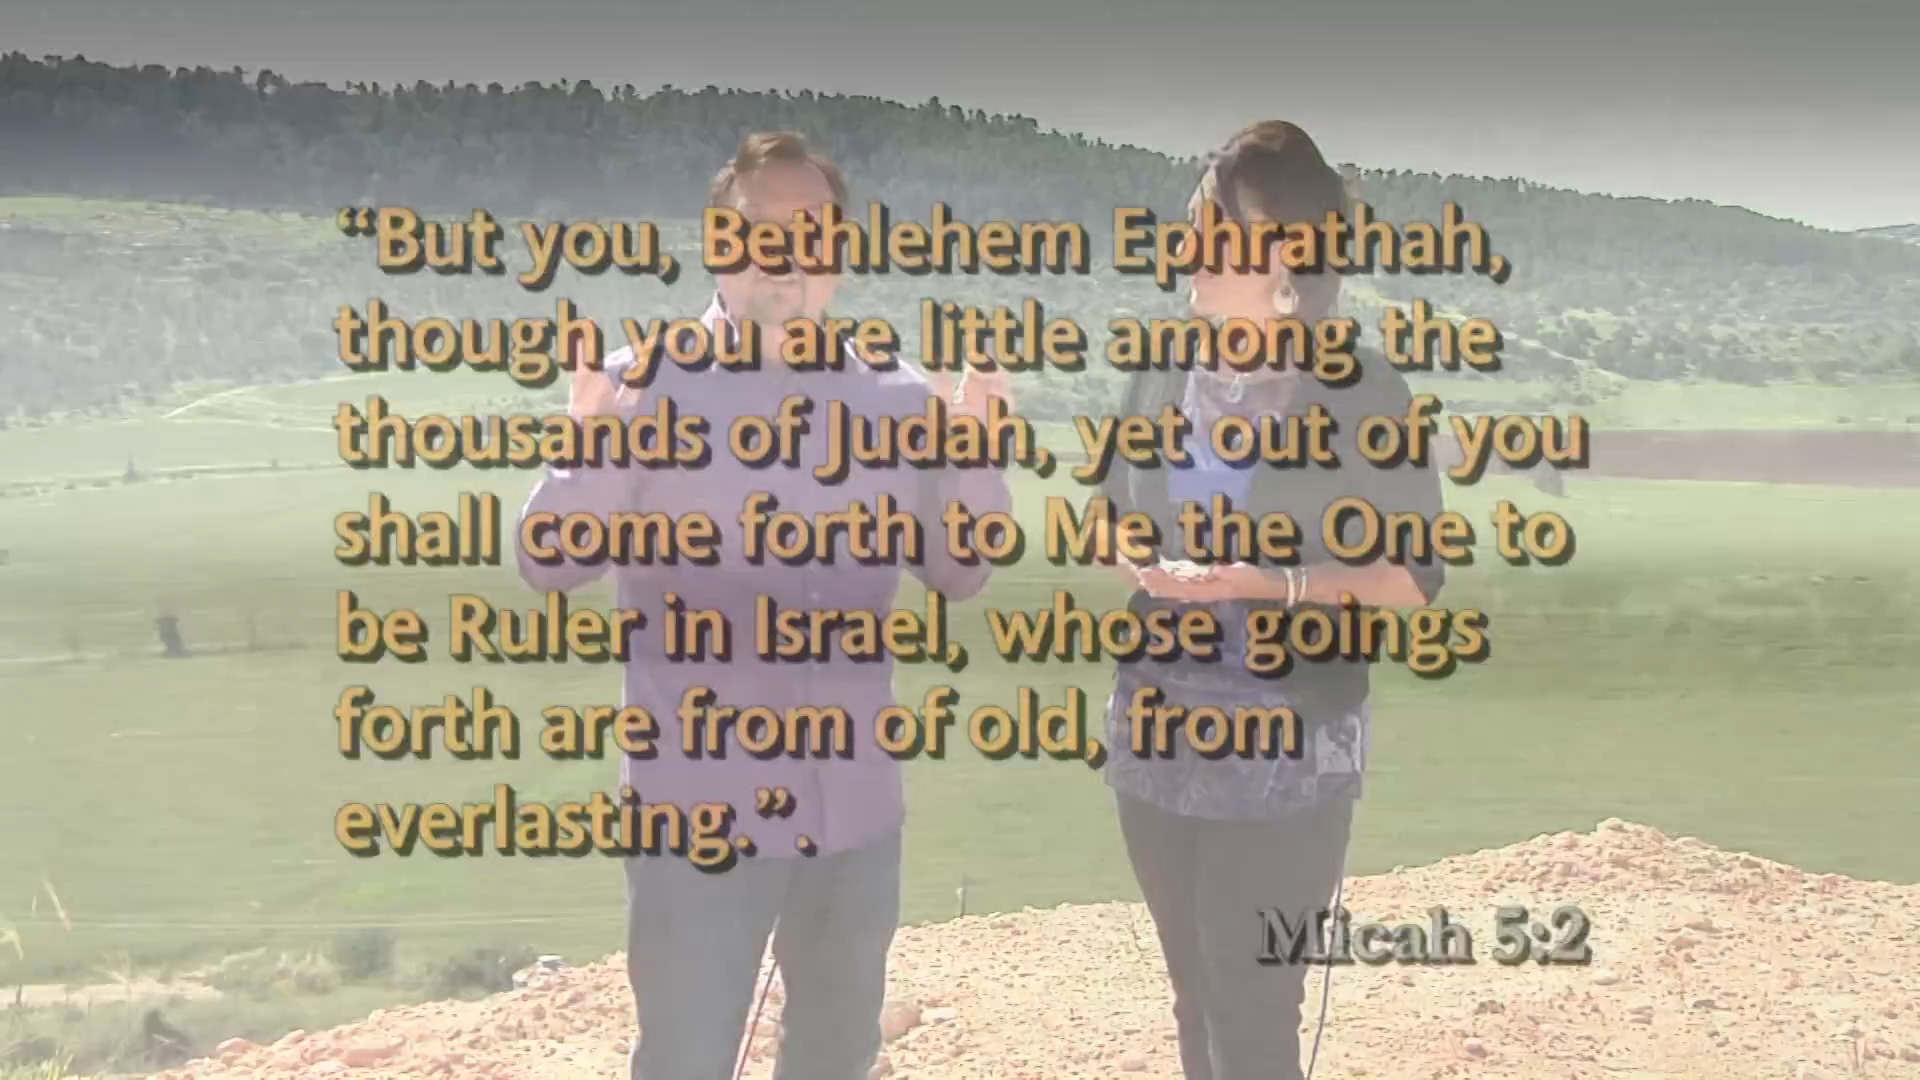 “But you, Bethlehem Ephrathah,
though you are little among the
thousands of Judah, yet out of you
shall come forth to Me the One to
be Ruler in Israel, whose goings
forth are from of old, from
everlasting.”.
Micah 5:2